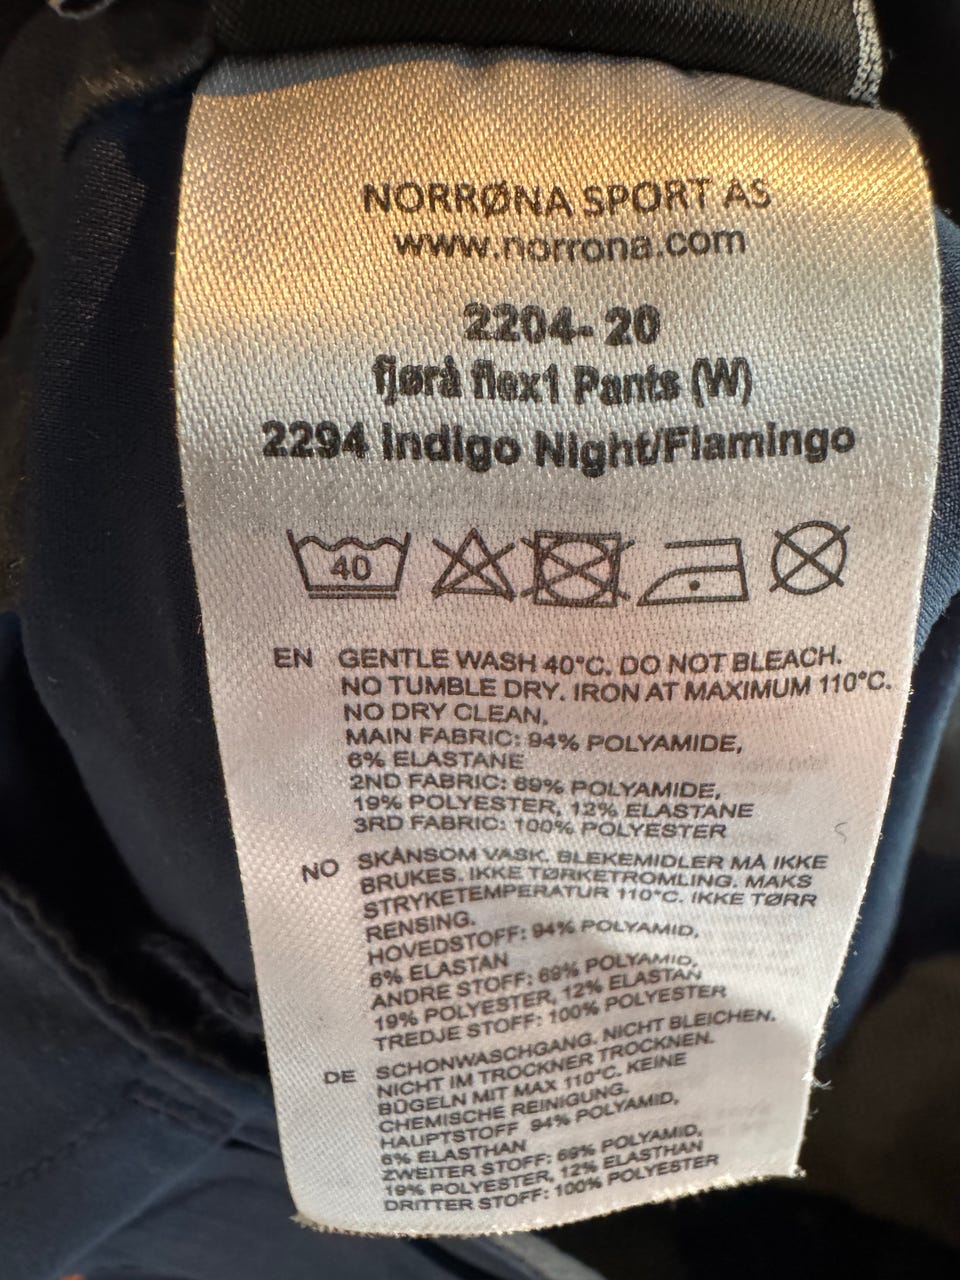 NORRØNA SPORT AS
www.norrona.com
2204- 20
fjørå flex1 Pants (W)
2294 Indigo Night/Flamingo
40
EN GENTLE WASH 40°C. DO NOT BLEACH.
NO TUMBLE DRY. IRON AT MAXIMUM 110°C.
NO DRY CLEAN,
MAIN FABRIC: 94% POLYAMIDE,
6% ELASTANE
2ND FABRIC: 69% POLYAMIDE,
19% POLYESTER, 12% ELASTANE
3RD FABRIC: 100% POLYESTER
NO SKÅNSOM VASK. BLEKEMIDLER MÅ IKKE
BRUKES. IKKE TØRKETROMLING. MAKS
STRYKETEMPERATUR 110°C. IKKE TØRR
RENSING.
HOVEDSTOFF: 94% POLYAMID,
6% ELASTAN
ANDRE STOFF: 69% POLYAMID,
19% POLYESTER, 12% ELASTAN
TREDJE STOFF: 100% POLYESTER
DE SCHONWASCHGANG. NICHT BLEICHEN.
NICHT IM TROCKNER TROCKNEN.
BÜGELN MIT MAX 110°C. KEINE
CHEMISCHE REINIGUNG.
HAUPTSTOFF 94% POLYAMID,
6% ELASTHAN
ZWEITER STOFF: 69% POLYAMID,
19% POLYESTER, 12% ELASTHAN
DRITTER STOFF: 100% POLYESTER